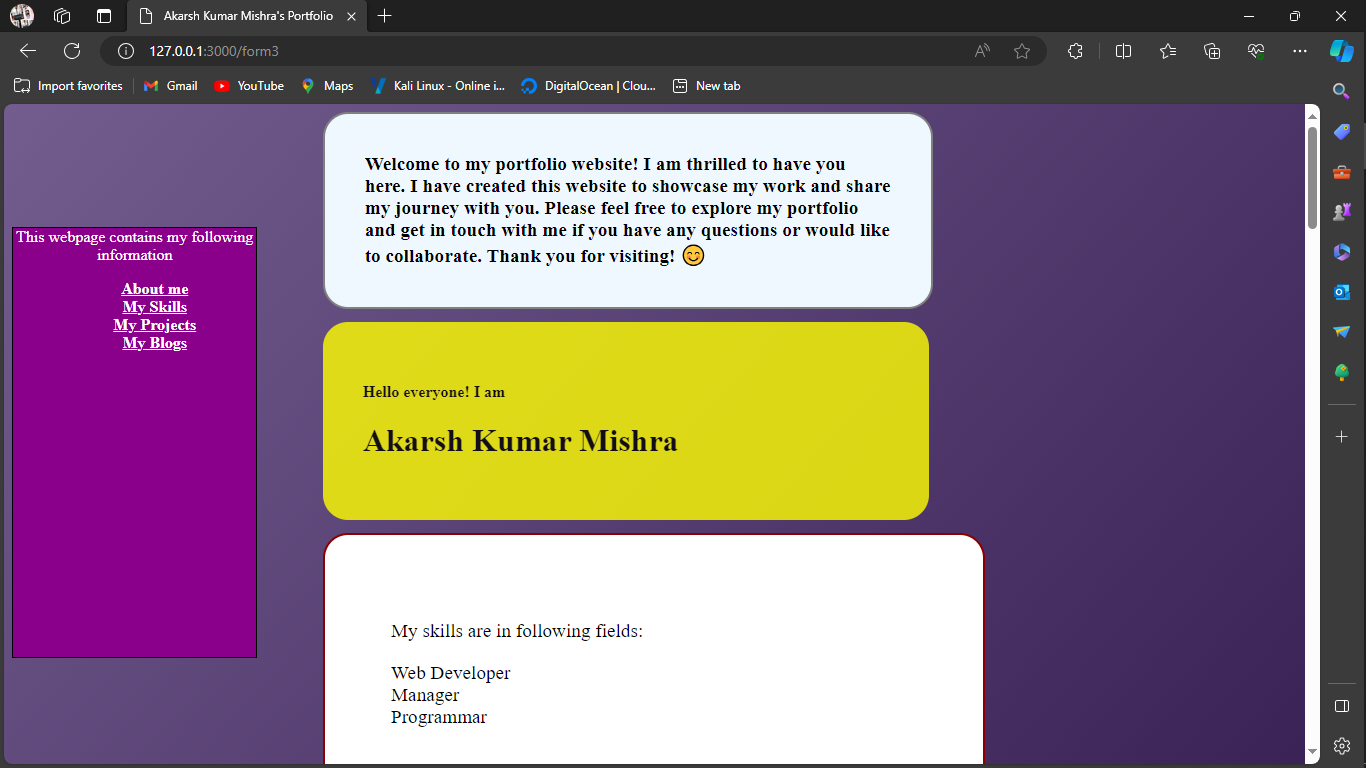 Akarsh Kumar Mishra's Portfolio
127.0.0.1:3000/form3
Import favorites
Gmail
YouTube
Maps
Kali Linux - Online i...
DigitalOcean | Clou...
New tab
This webpage contains my following
information
About me
My Skills
My Projects
My Blogs
Welcome to my portfolio website! I am thrilled to have you
here. I have created this website to showcase my work and share
my journey with you. Please feel free to explore my portfolio
and get in touch with me if you have any questions or would like
to collaborate. Thank you for visiting! 😊
Hello everyone! I am
Akarsh Kumar Mishra
My skills are in following fields:
Web Developer
Manager
Programmar